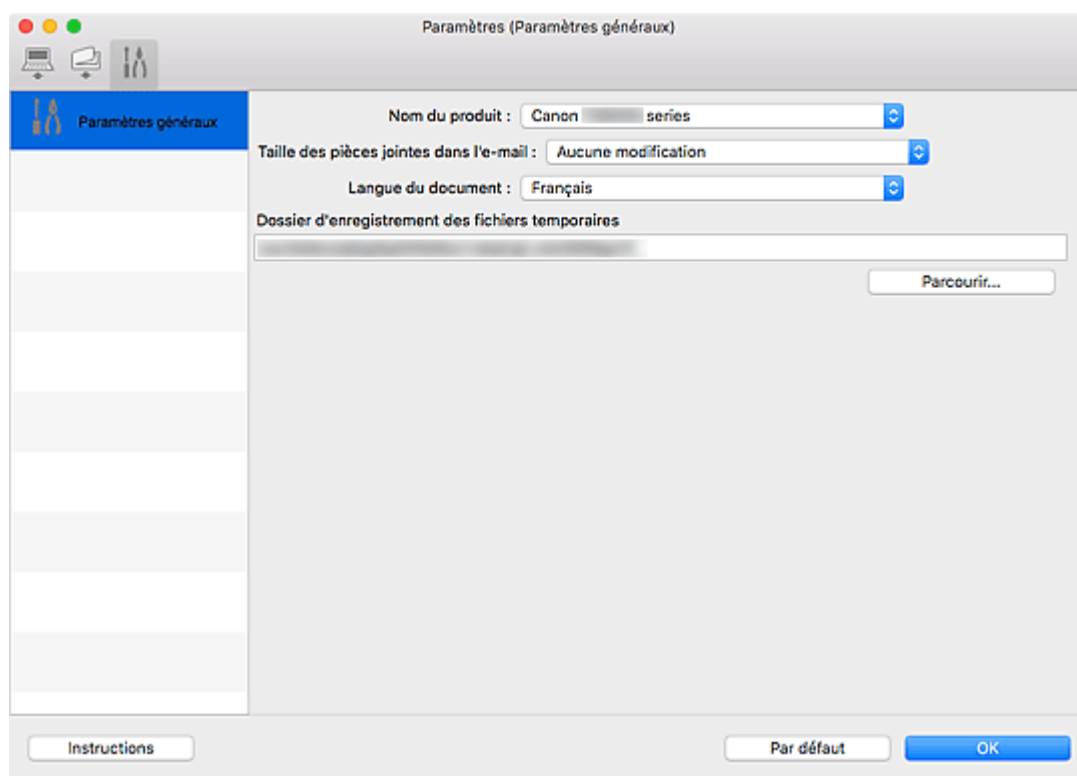 Paramètres (Paramètres généraux)
Paramètres généraux
Nom du produit : Canon series
Taille des pièces jointes dans l'e-mail : Aucune modification
Langue du document : Français
Dossier d'enregistrement des fichiers temporaires
Parcourir...
Instructions
Par défaut
OK